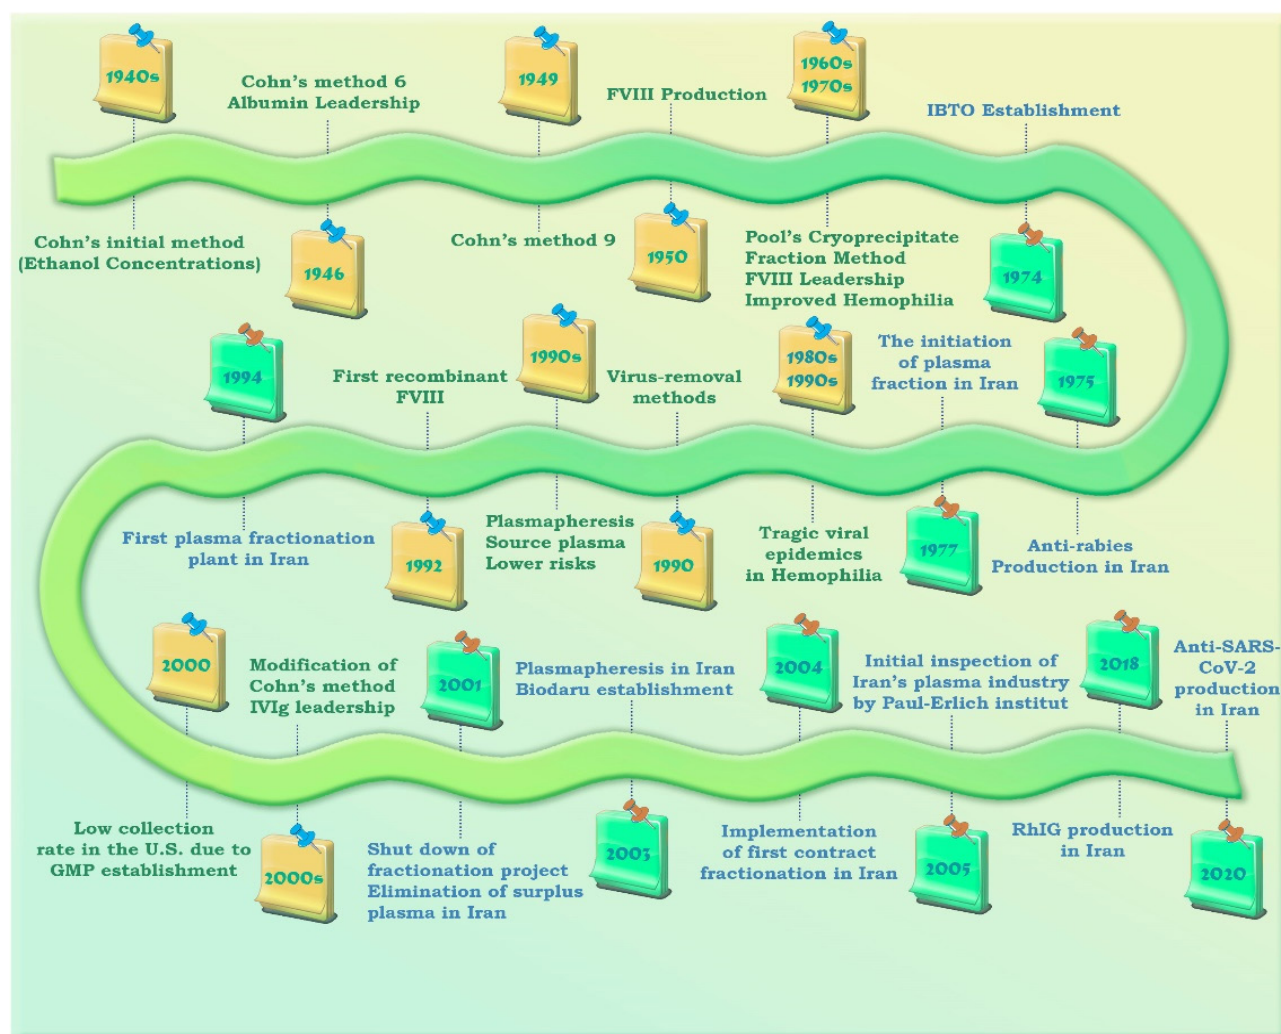 1940s
Cohn's initial method
(Ethanol Concentrations)
Cohn's method 6
Albumin Leadership
1946
1949
Cohn's method 9
FVIII Production
1950
1960s
1970s
Pool's Cryoprecipitate
Fraction Method
FVIII Leadership
Improved Hemophilia
IBTO Establishment
1974
1975
Anti-rabies
Production in Iran
The initiation
of plasma
fraction in Iran
1977
1980s
1990s
Tragic viral
epidemics
in Hemophilia
Virus-removal
methods
1990
1990s
Plasmapheresis
Source plasma
Lower risks
First recombinant
FVIII
1992
1994
First plasma fractionation
plant in Iran
2000
Low collection
rate in the U.S. due to
GMP establishment
Modification of
Cohn's method
IVIg leadership
2000s
2001
Shut down of
fractionation project
Elimination of surplus
plasma in Iran
Plasmapheresis in Iran
Biodaru establishment
2003
2004
Implementation
of first contract
fractionation in Iran
Initial inspection of
Iran's plasma industry
by Paul-Erlich institut
2005
2018
RhIG production
in Iran
Anti-SARS-
CoV-2
production
in Iran
2020